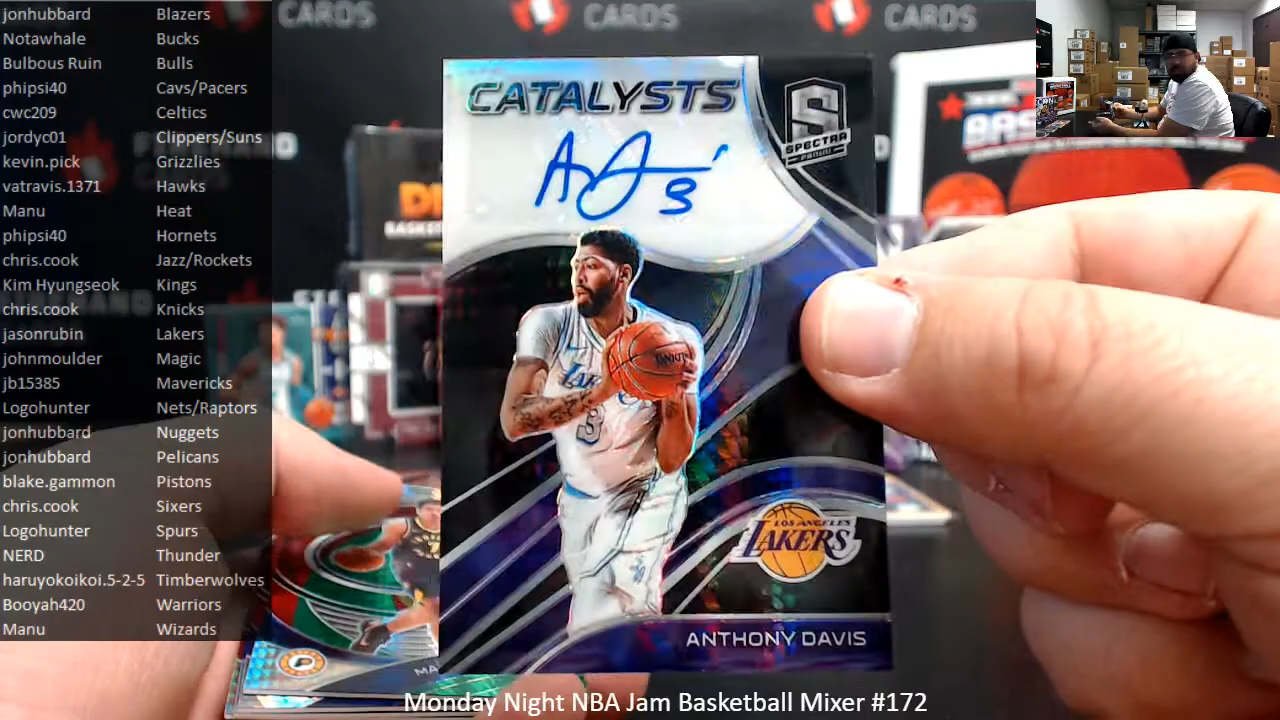 jonhubbard Blazers
Notawhale Bucks
Bulbous Ruin Bulls
phipsi40 Cavs/Pacers
cwc209 Celtics
jordyc01 Clippers/Suns
kevin.pick Grizzlies
vatravis.1371 Hawks
Manu Heat
phipsi40 Hornets
chris.cook Jazz/Rockets
Kim Hyungseok Kings
chris.cook Knicks
jasonrubin Lakers
johnmoulder Magic
jb15385 Mavericks
Logohunter Nets/Raptors
jonhubbard Nuggets
jonhubbard Pelicans
blake.gammon Pistons
chris.cook Sixers
Logohunter Spurs
NERD Thunder
haruyokoikoi.5-2-5 Timberwolves
Booyah420 Warriors
Manu Wizards
CARDS
CARDS
CARDS
CATALYSTS
S
SPECTRA
PANINI
3
3
LOS ANGELES
LAKERS
ANTHONY DAVIS
P
MA
Monday Night NBA Jam Basketball Mixer #172